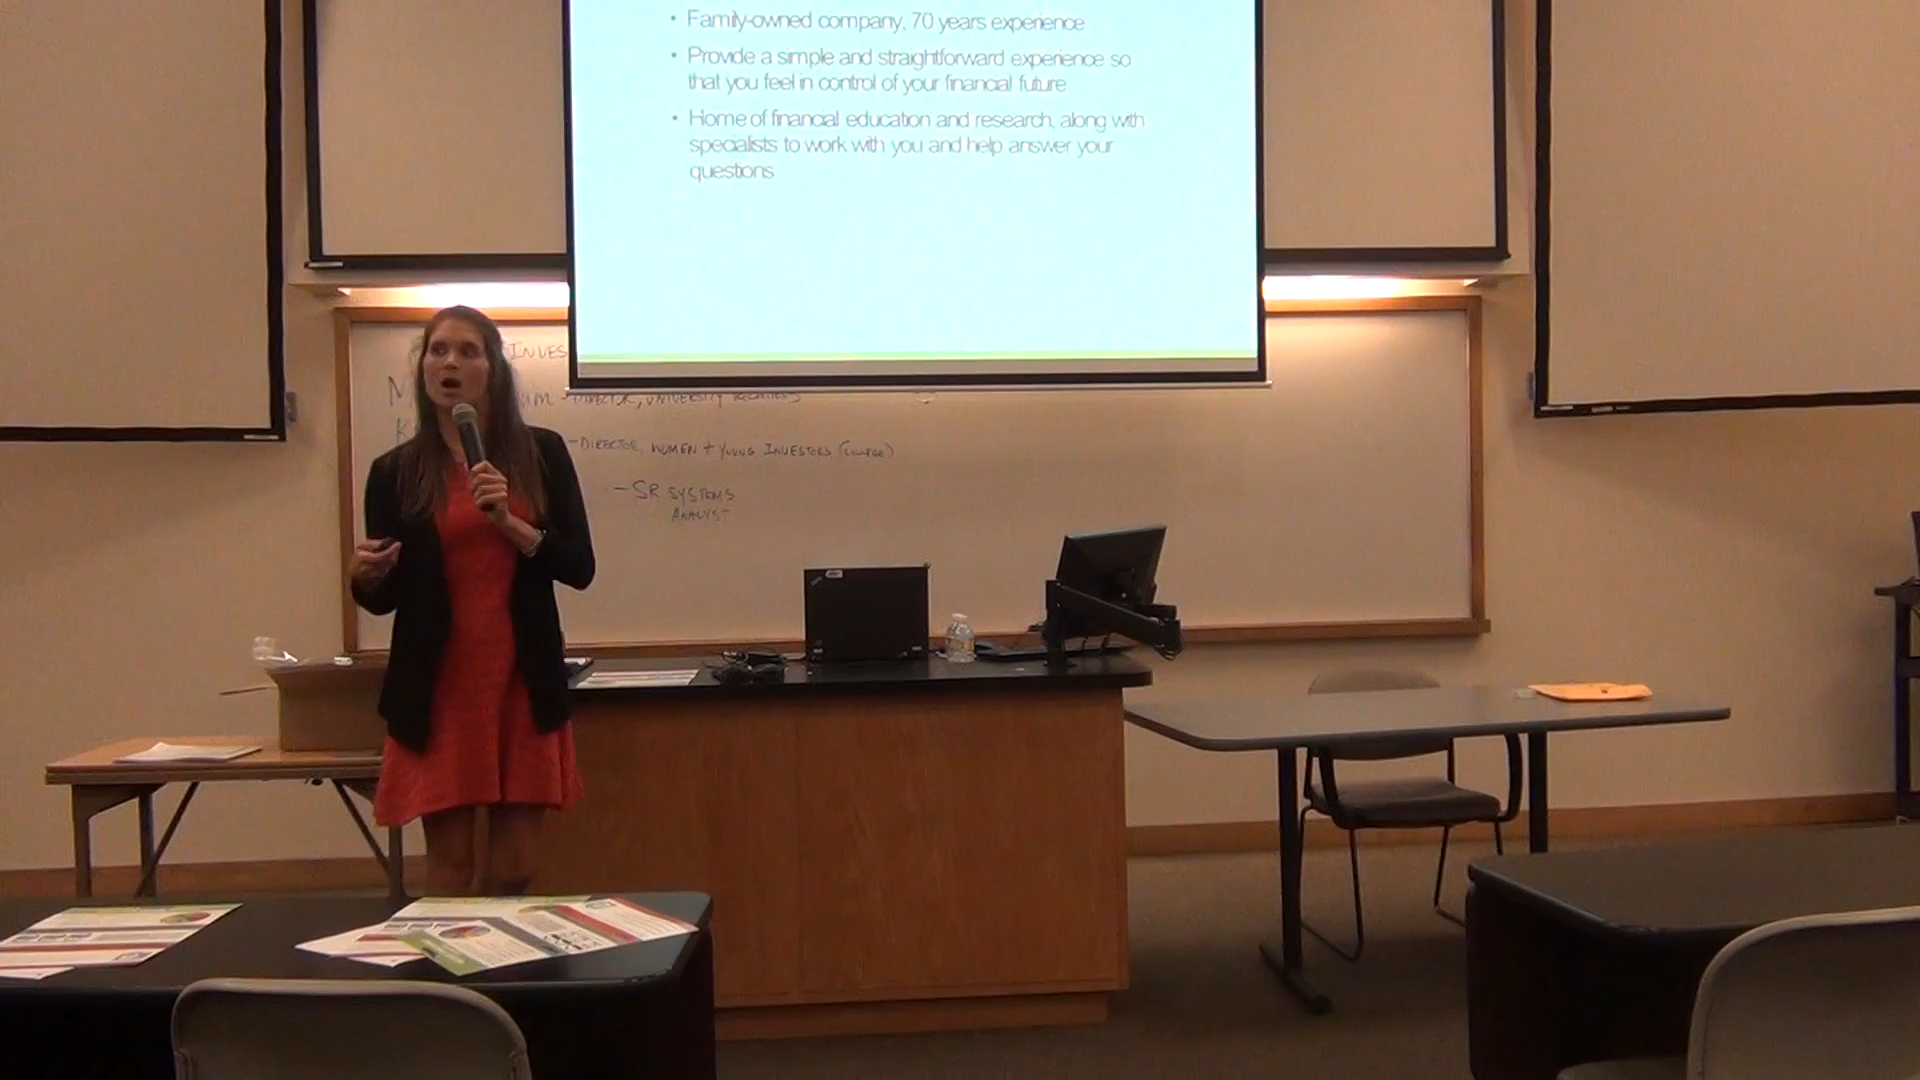 • Family-owned company, 70 years experience
• Provide a simple and straightforward experience so
that you feel in control of your financial future
• Home of financial education and research, along with
specialists to work with you and help answer your
questions
INVES
- DIRECTOR, UNIVERSITY RELATIONS
- DIRECTOR WOMEN + YOUNG INVESTORS (COLLEGE)
- SR SYSTEMS
ANALYST